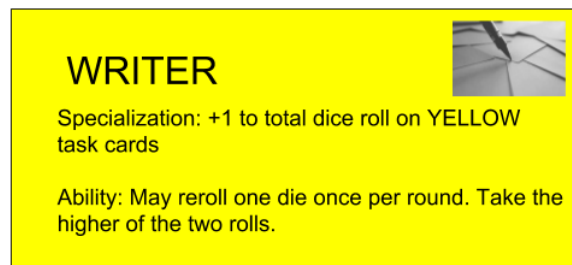 WRITER
Specialization: +1 to total dice roll on YELLOW
task cards
Ability: May reroll one die once per round. Take the
higher of the two rolls.